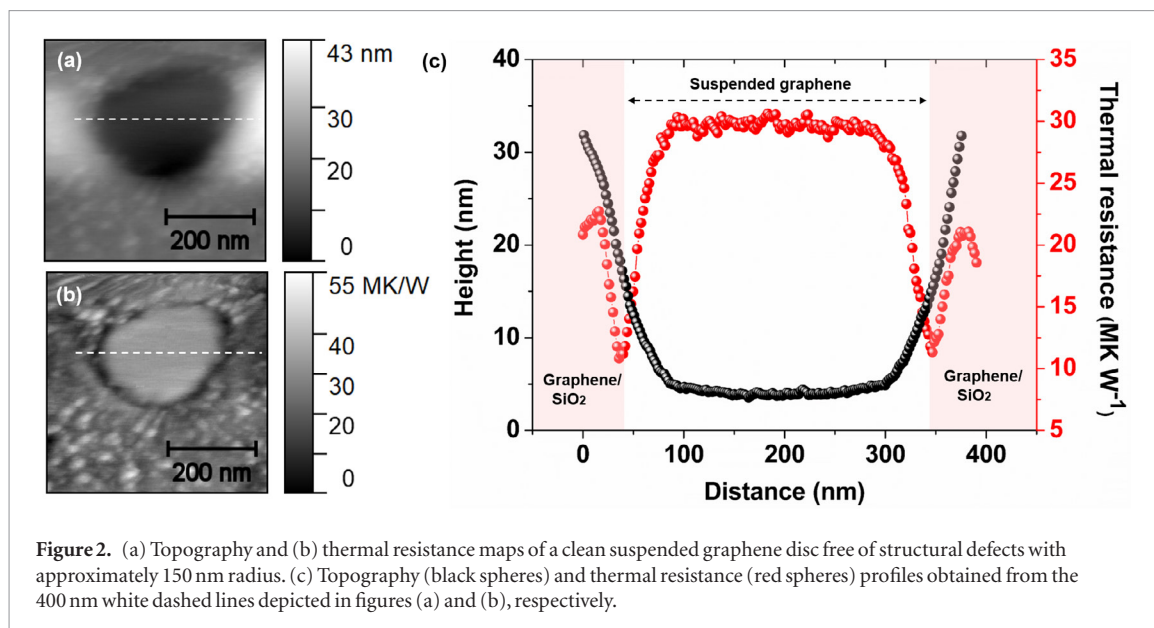 (a)
43 nm
30
20
0
200 nm
(b)
55 MK/W
40
30
20
0
200 nm
(c)
40
30
20
10
0
Height (nm)
Suspended graphene
Graphene/
SiO₂
Graphene/
SiO₂
35
30
25
20
15
10
5
Thermal resistance (MK W⁻¹)
0
100
200
300
400
Distance (nm)
Figure 2. (a) Topography and (b) thermal resistance maps of a clean suspended graphene disc free of structural defects with
approximately 150 nm radius. (c) Topography (black spheres) and thermal resistance (red spheres) profiles obtained from the
400 nm white dashed lines depicted in figures (a) and (b), respectively.